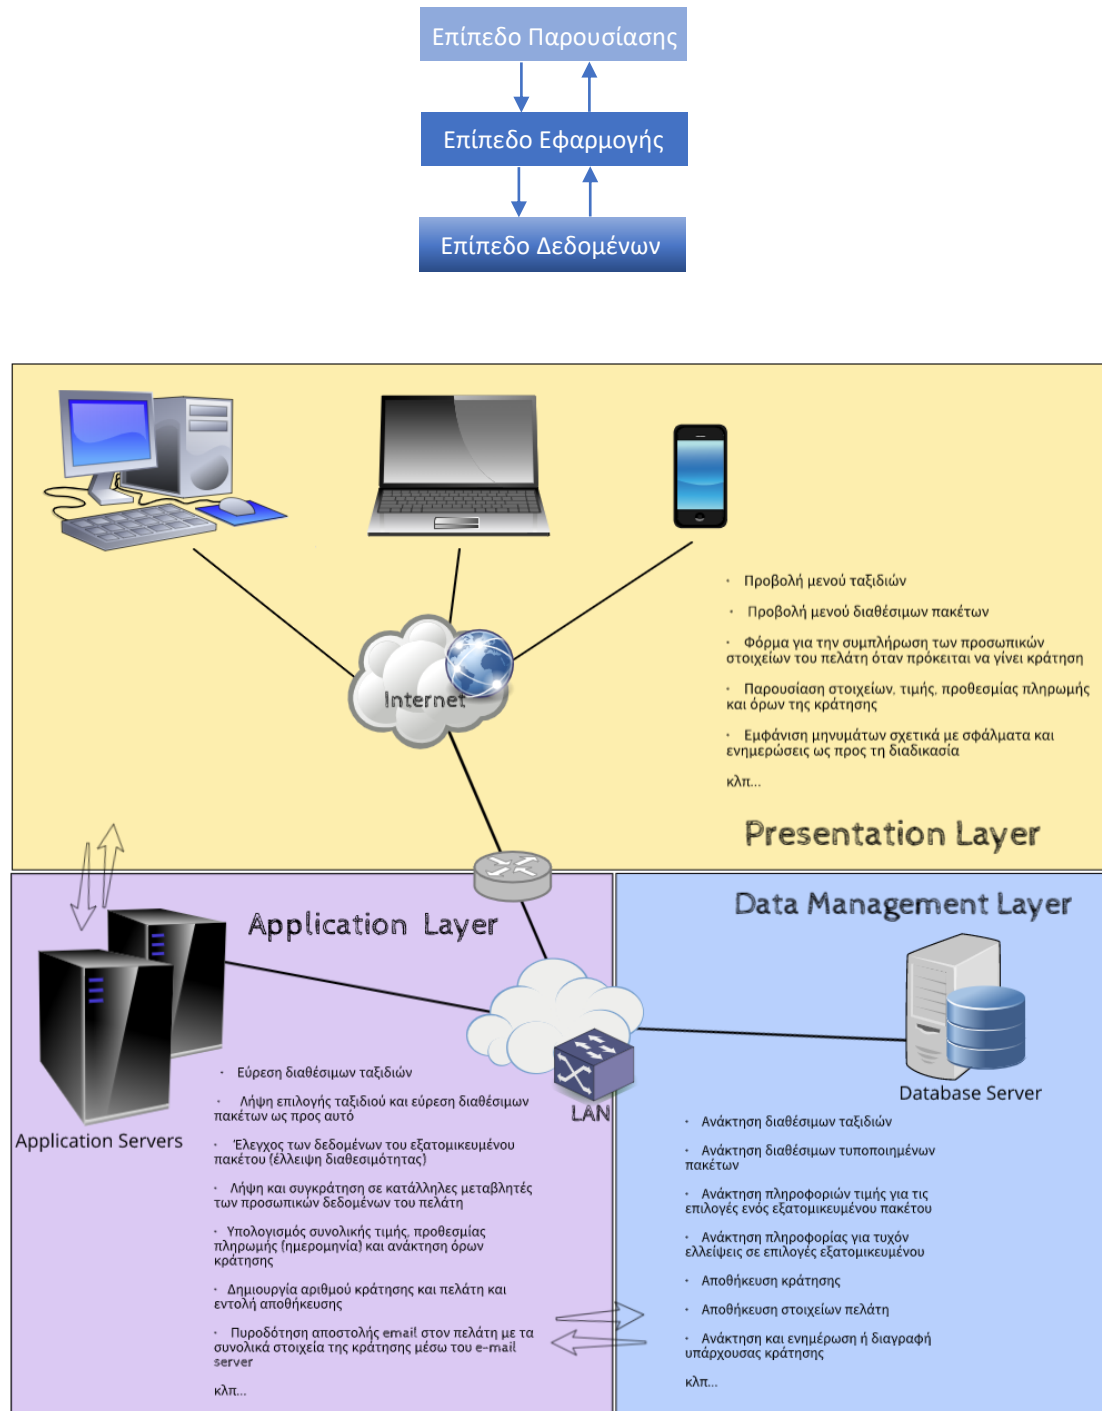 Επίπεδο Παρουσίασης
Επίπεδο Εφαρμογής
Επίπεδο Δεδομένων
Internet
· Προβολή μενού ταξιδιών
· Προβολή μενού διαθέσιμων πακέτων
· Φόρμα για την συμπλήρωση των προσωπικών
στοιχείων του πελάτη όταν πρόκειται να γίνει κράτηση
· Παρουσίαση στοιχείων, τιμής, προθεσμίας πληρωμής
και όρων της κράτησης
· Εμφάνιση μηνυμάτων σχετικά με σφάλματα και
ενημερώσεις ως προς τη διαδικασία
κλπ...
Presentation Layer
Application Layer
Application Servers
LAN
· Εύρεση διαθέσιμων ταξιδιών
· Λήψη επιλογής ταξιδιού και εύρεση διαθέσιμων
πακέτων ως προς αυτό
· Έλεγχος των δεδομένων του εξατομικευμένου
πακέτου (έλλειψη διαθεσιμότητας)
· Λήψη και συγκράτηση σε κατάλληλες μεταβλητές
των προσωπικών δεδομένων του πελάτη
· Υπολογισμός συνολικής τιμής, προθεσμίας
πληρωμής (ημερομηνία) και ανάκτηση όρων
κράτησης
· Δημιουργία αριθμού κράτησης και πελάτη και
εντολή αποθήκευσης
· Πυροδότηση αποστολής email στον πελάτη με τα
συνολικά στοιχεία της κράτησης μέσω του e-mail
server
κλπ...
Data Management Layer
Database Server
· Ανάκτηση διαθέσιμων ταξιδιών
· Ανάκτηση διαθέσιμων τυποποιημένων
πακέτων
· Ανάκτηση πληροφοριών τιμής για τις
επιλογές ενός εξατομικευμένου πακέτου
· Ανάκτηση πληροφορίας για τυχόν
ελλείψεις σε επιλογές εξατομικευμένου
· Αποθήκευση κράτησης
· Αποθήκευση στοιχείων πελάτη
· Ανάκτηση και ενημέρωση ή διαγραφή
υπάρχουσας κράτησης
κλπ...